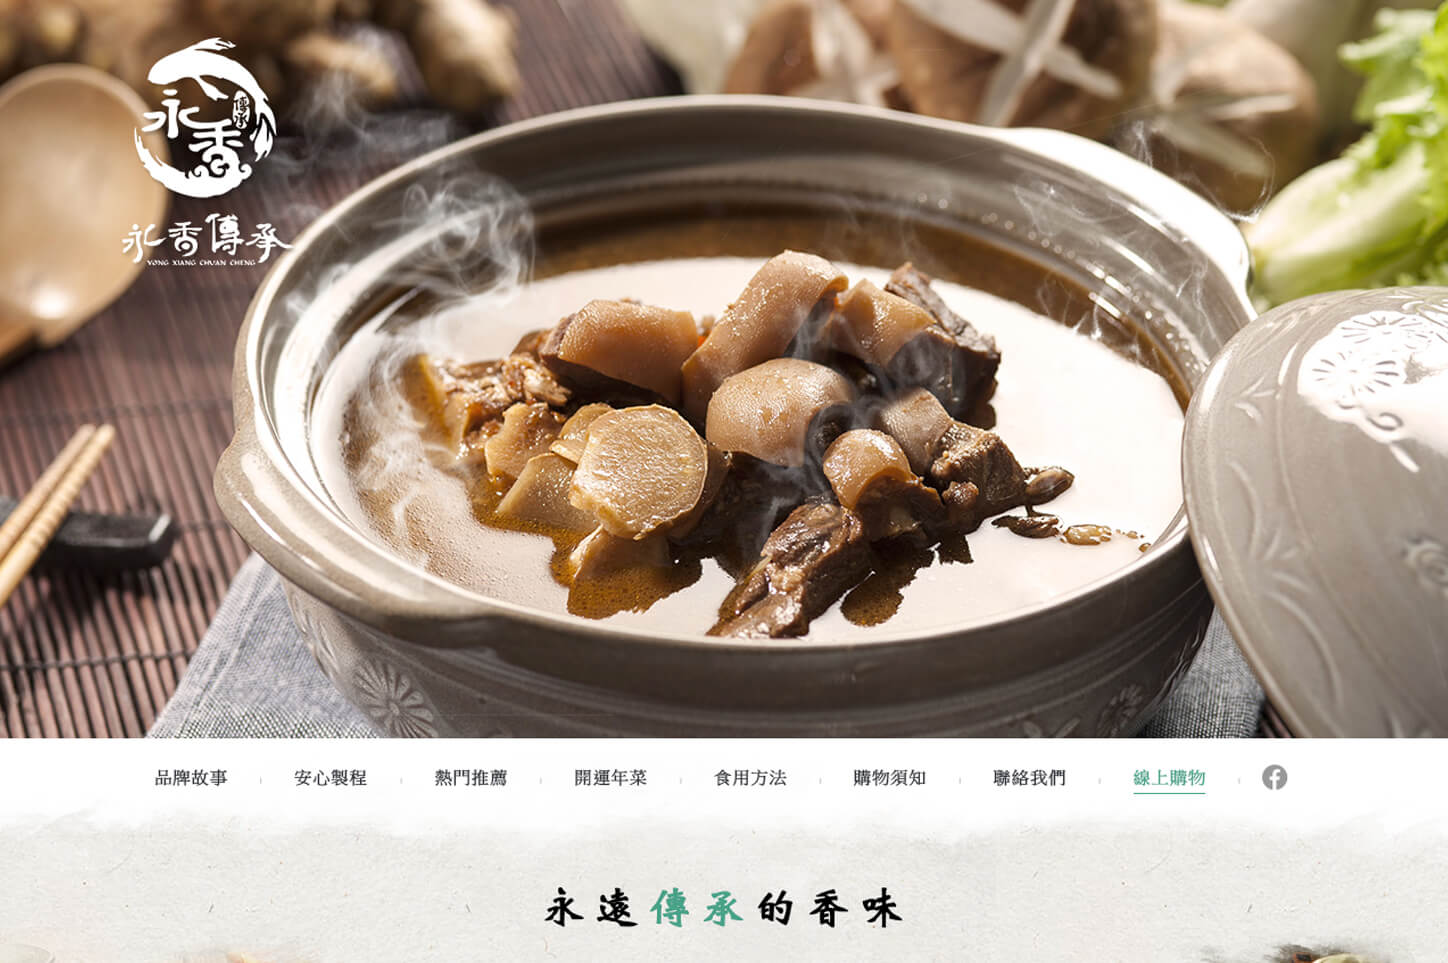 永香
傳承
永香傳承
YONG XIANG CHUAN CHENG
品牌故事
安心製程
熱門推薦
開運年菜
食用方法
購物須知
聯絡我們
線上購物
永遠傳承的香味